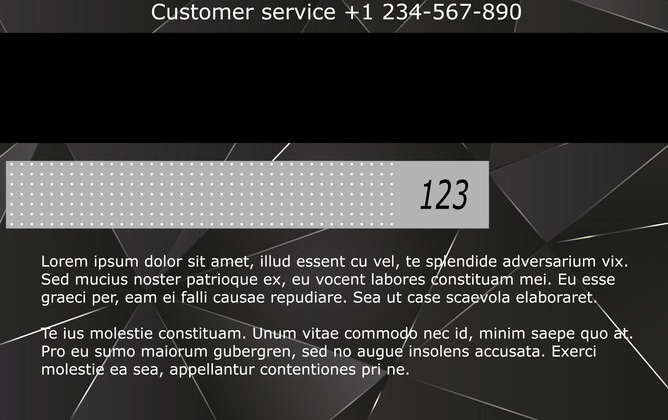 Customer service +1 234-567-890
123
Lorem ipsum dolor sit amet, illud essent cu vel, te splendide adversarium vix.
Sed mucius noster patrioque ex, eu vocent labores constituam mei. Eu esse
graeci per, eam ei falli causae repudiare. Sea ut case scaevola elaboraret.
Te ius molestie constituam. Unum vitae commodo nec id, minim saepe quo at.
Pro eu sumo maiorum gubergren, sed no augue insolens accusata. Exerci
molestie ea sea, appellantur contentiones pri ne.